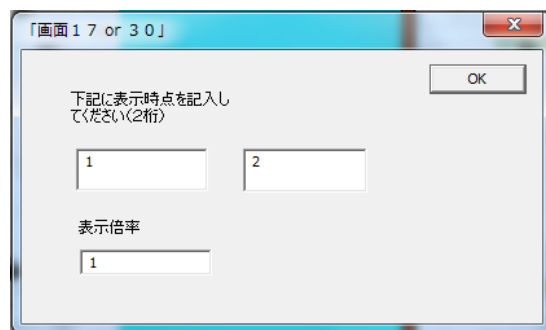 「画面１７ or ３０」
OK
下記に表示時点を記入し
てください(2桁)
1 2
表示倍率
1